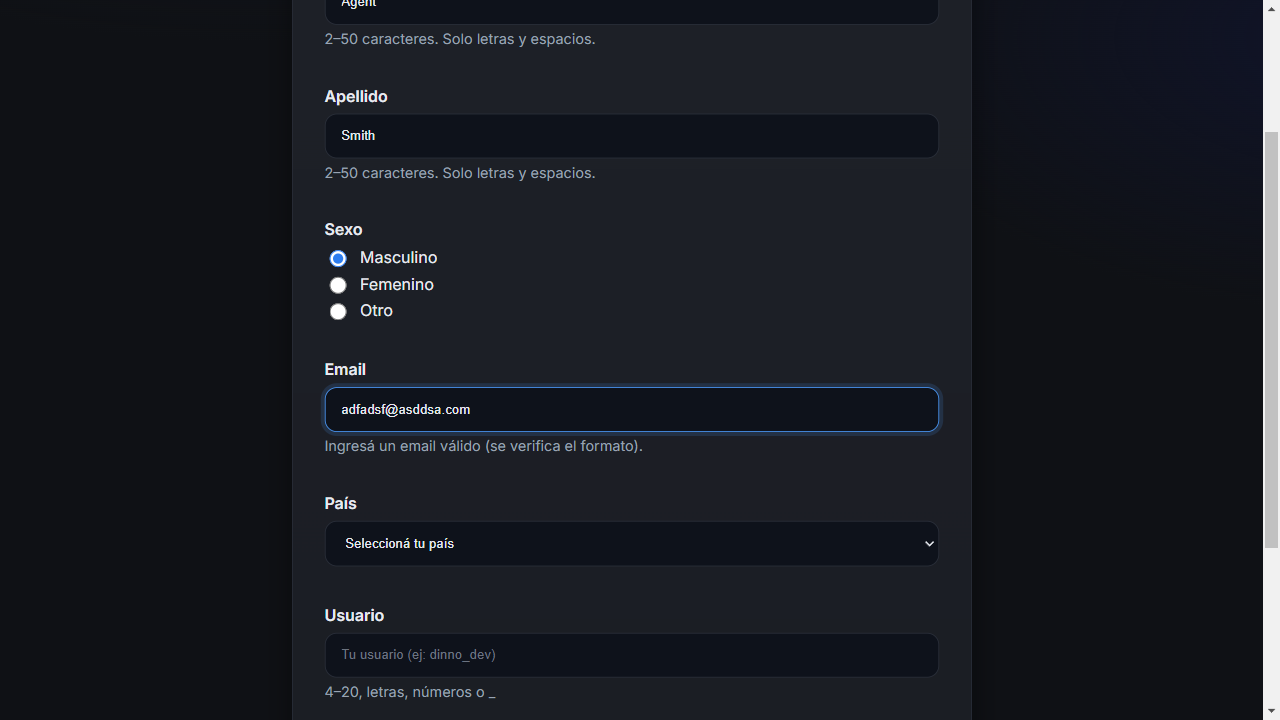 Agent
2–50 caracteres. Solo letras y espacios.
Apellido
Smith
2–50 caracteres. Solo letras y espacios.
Sexo
Masculino
Femenino
Otro
Email
adfadsf@asddsa.com
Ingresá un email válido (se verifica el formato).
País
Seleccioná tu país
Usuario
Tu usuario (ej: dinno_dev)
4–20, letras, números o _